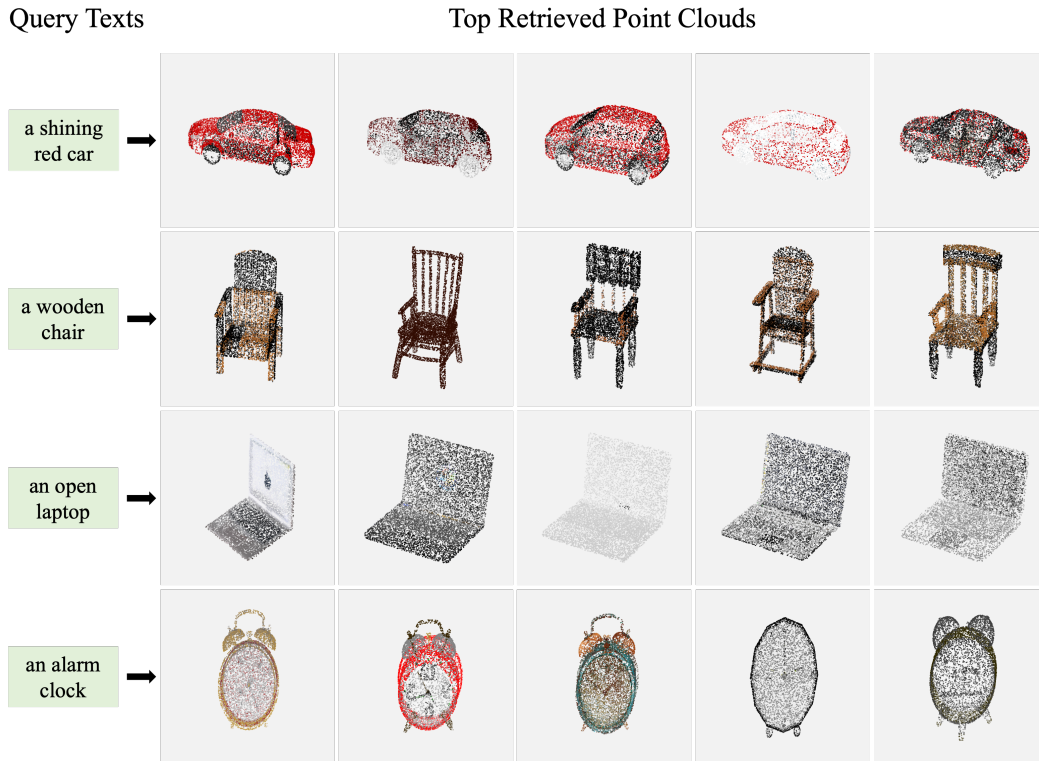 Query Texts
Top Retrieved Point Clouds
a shining
red car
a wooden
chair
an open
laptop
an alarm
clock